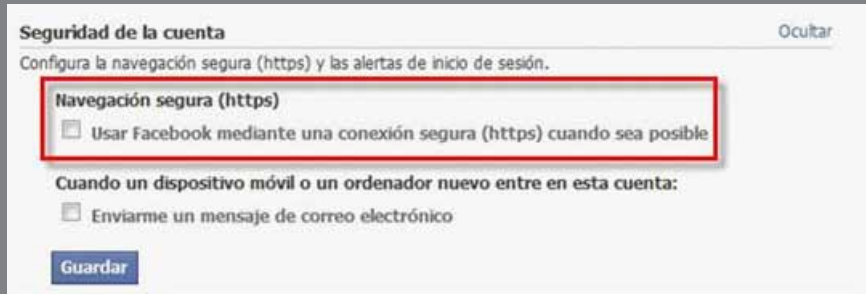 Seguridad de la cuenta Ocultar
Configura la navegación segura (https) y las alertas de inicio de sesión.
Navegación segura (https)
Usar Facebook mediante una conexión segura (https) cuando sea posible
Cuando un dispositivo móvil o un ordenador nuevo entre en esta cuenta:
Enviarme un mensaje de correo electrónico
Guardar